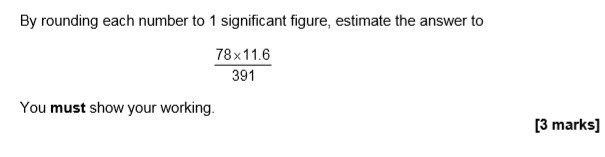 By rounding each number to 1 significant figure, estimate the answer to
78×11.6
391
You must show your working.
[3 marks]